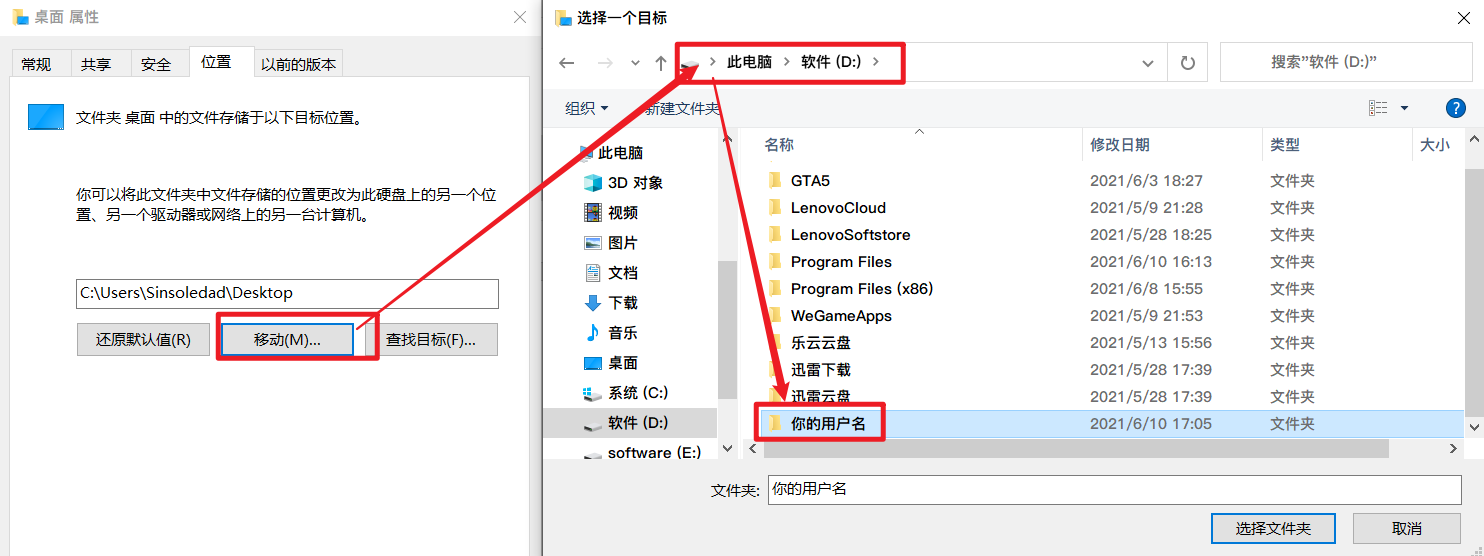 桌面 属性
常规 共享 安全 位置 以前的版本
文件夹 桌面 中的文件存储于以下目标位置。
你可以将此文件夹中文件存储的位置更改为此硬盘上的另一个位
置、另一个驱动器或网络上的另一台计算机。
C:\Users\Sinsoledad\Desktop
还原默认值(R) 移动(M)... 查找目标(F)...
选择一个目标
此电脑 软件 (D:)
搜索"软件 (D:)"
组织 新建文件夹
此电脑
3D 对象
视频
图片
文档
下载
音乐
桌面
系统 (C:)
软件 (D:)
software (E:)
名称 修改日期 类型 大小
GTA5 2021/6/3 18:27 文件夹
LenovoCloud 2021/5/9 21:28 文件夹
LenovoSoftstore 2021/5/28 18:25 文件夹
Program Files 2021/6/10 16:13 文件夹
Program Files (x86) 2021/6/8 15:55 文件夹
WeGameApps 2021/5/9 21:53 文件夹
乐云云盘 2021/5/13 15:56 文件夹
迅雷下载 2021/5/28 17:39 文件夹
迅雷云盘 2021/5/28 17:39 文件夹
你的用户名 2021/6/10 17:05 文件夹
文件夹: 你的用户名
选择文件夹 取消